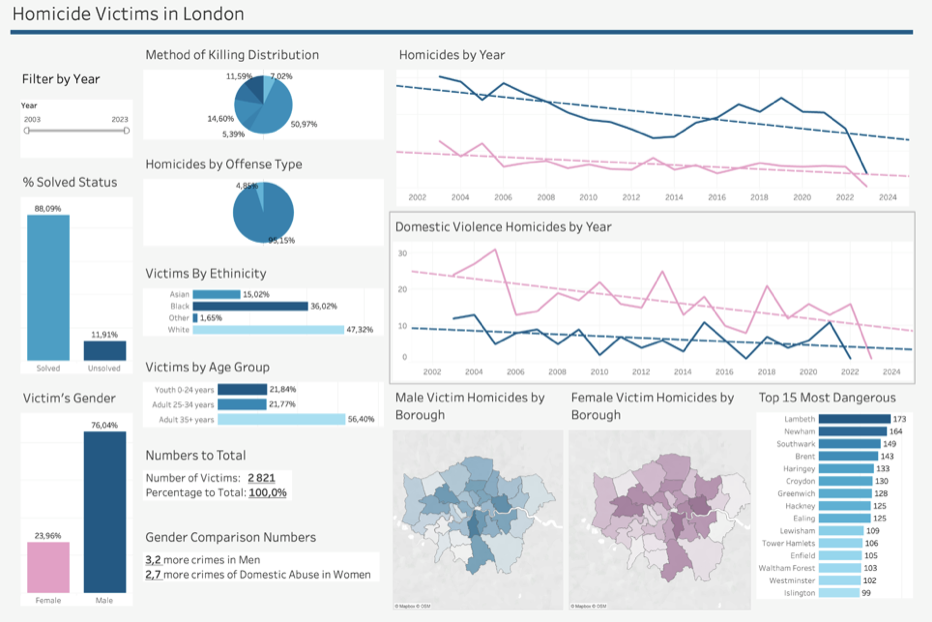 Homicide Victims in London
Filter by Year
Year
2003 2023
% Solved Status
88,09%
11,91%
Solved Unsolved
Victim's Gender
76,04%
23,96%
Female Male
Method of Killing Distribution
11,59% 7,02%
14,60% 50,97%
5,39%
Homicides by Offense Type
4,85%
95,15%
Victims By Ethinicity
Asian 15,02%
Black 36,02%
Other 1,65%
White 47,32%
Victims by Age Group
Youth 0-24 years 21,84%
Adult 25-34 years 21,77%
Adult 35+ years 56,40%
Numbers to Total
Number of Victims: 2 821
Percentage to Total: 100,0%
Gender Comparison Numbers
3,2 more crimes in Men
2,7 more crimes of Domestic Abuse in Women
Homicides by Year
2002 2004 2006 2008 2010 2012 2014 2016 2018 2020 2022 2024
Domestic Violence Homicides by Year
30
20
10
0
2002 2004 2006 2008 2010 2012 2014 2016 2018 2020 2022 2024
Male Victim Homicides by
Borough
© Mapbox © OSM
Female Victim Homicides by
Borough
© Mapbox © OSM
Top 15 Most Dangerous
Lambeth 173
Newham 164
Southwark 149
Brent 143
Haringey 133
Croydon 130
Greenwich 128
Hackney 125
Ealing 125
Lewisham 109
Tower Hamlets 106
Enfield 105
Waltham Forest 103
Westminster 102
Islington 99